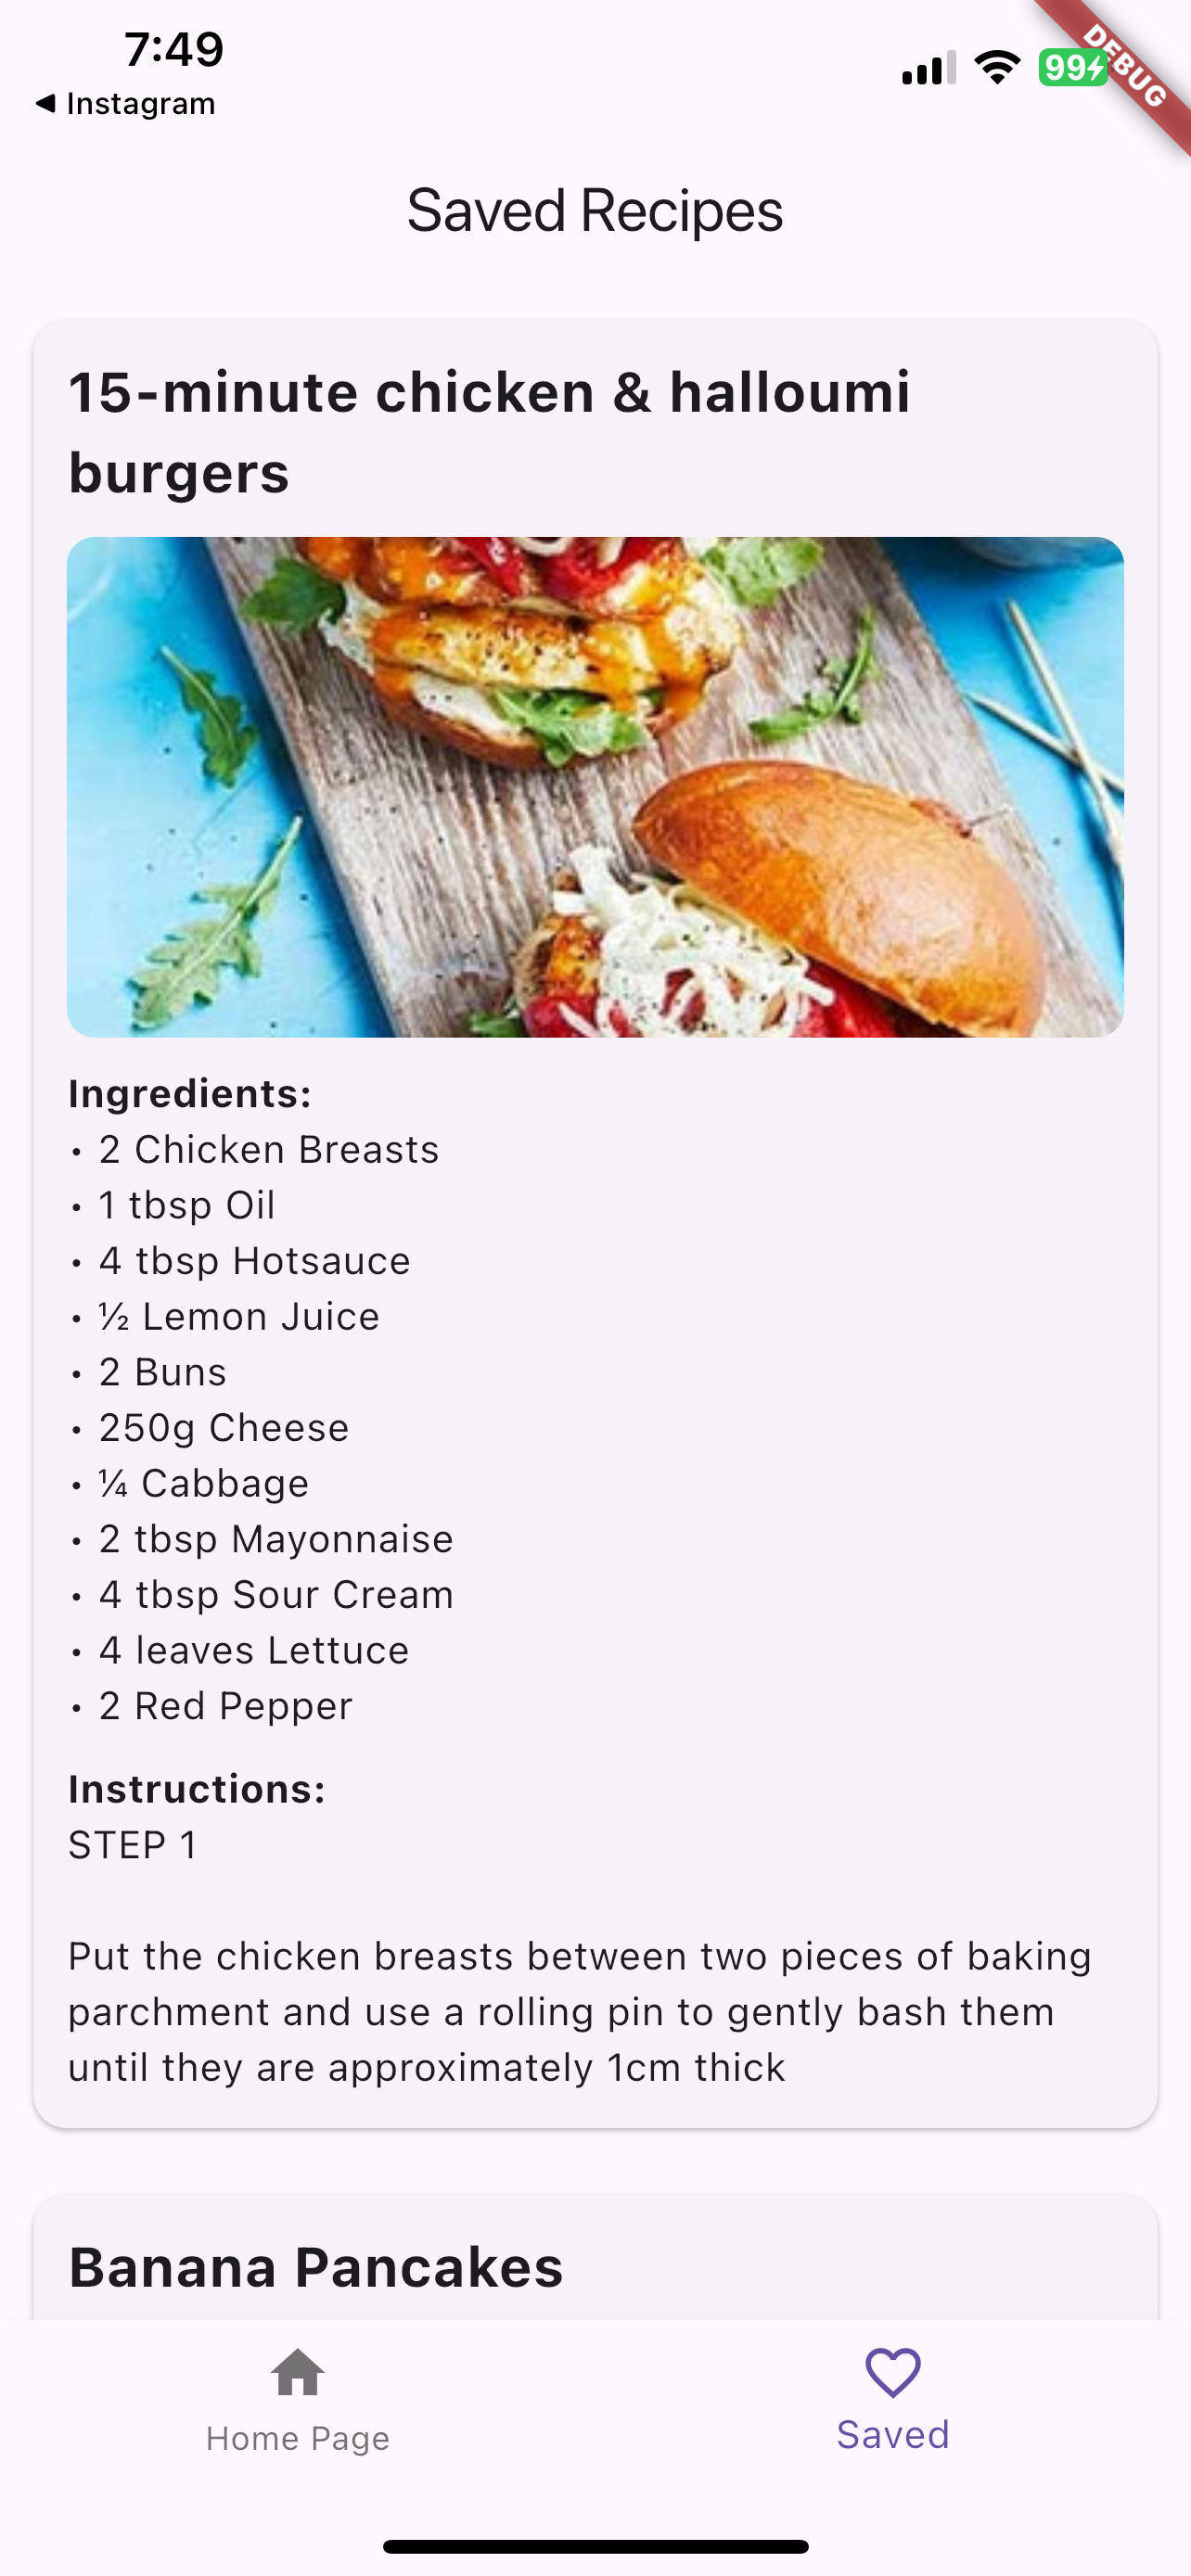 7:49
99
DEBUG
◀ Instagram
Saved Recipes
15-minute chicken & halloumi
burgers
Ingredients:
• 2 Chicken Breasts
• 1 tbsp Oil
• 4 tbsp Hotsauce
• ½ Lemon Juice
• 2 Buns
• 250g Cheese
• ¼ Cabbage
• 2 tbsp Mayonnaise
• 4 tbsp Sour Cream
• 4 leaves Lettuce
• 2 Red Pepper
Instructions:
STEP 1
Put the chicken breasts between two pieces of baking
parchment and use a rolling pin to gently bash them
until they are approximately 1cm thick
Banana Pancakes
Home Page
Saved